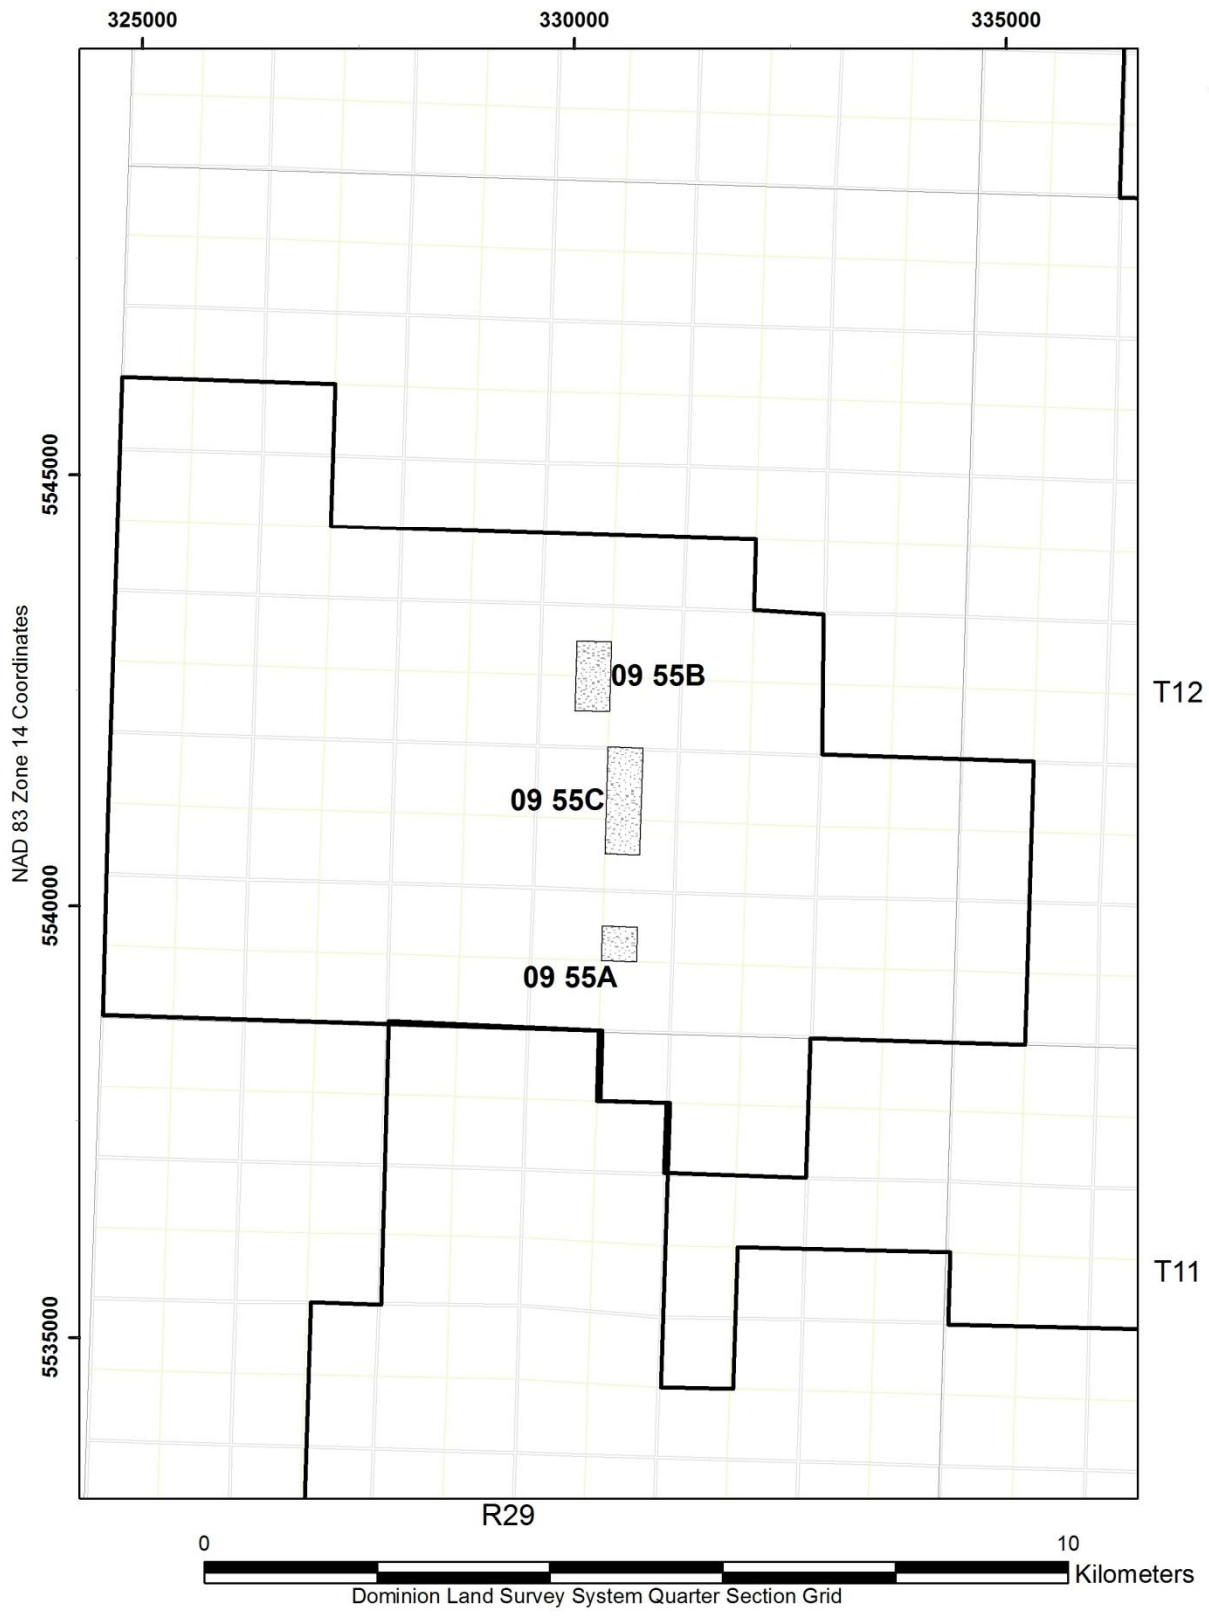 325000 330000 335000
5545000
NAD 83 Zone 14 Coordinates
09 55B
T12
09 55C
5540000
09 55A
T11
5535000
R29
0 10
Kilometers
Dominion Land Survey System Quarter Section Grid